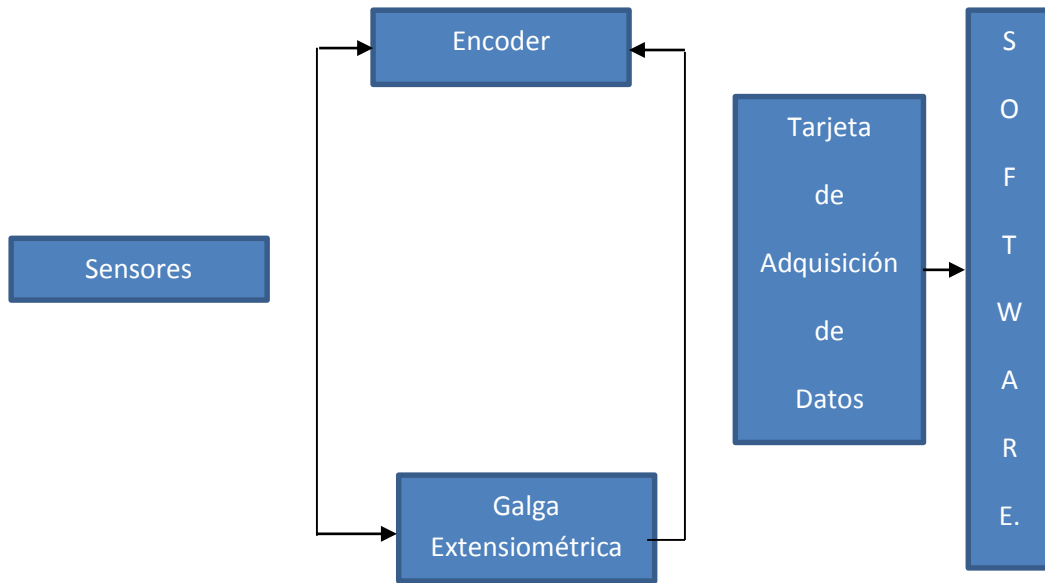 Sensores
Encoder
Galga
Extensiométrica
Tarjeta
de
Adquisición
de
Datos
S
O
F
T
W
A
R
E.